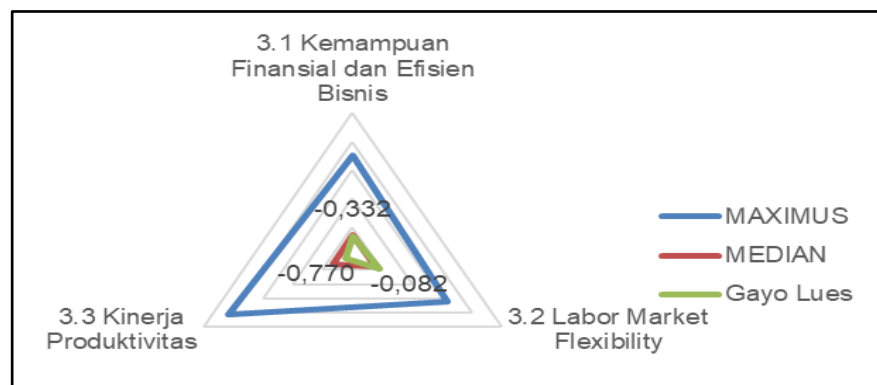 3.1 Kemampuan
Finansial dan Efisien
Bisnis
-0,332
-0,770
-0,082
3.3 Kinerja
Produktivitas
3.2 Labor Market
Flexibility
MAXIMUS
MEDIAN
Gayo Lues